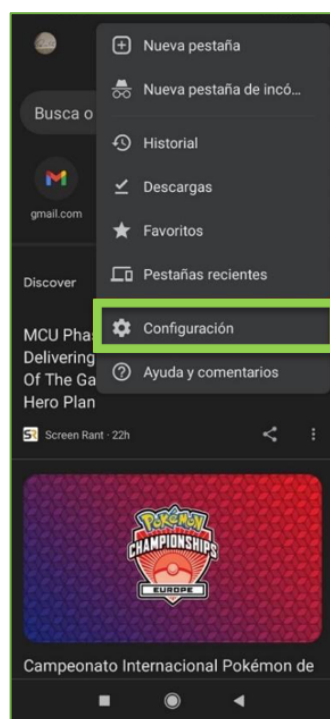 Nueva pestaña
Nueva pestaña de incó...
Busca o
Historial
Descargas
gmail.com
Favoritos
Pestañas recientes
Discover
Configuración
MCU Pha
Delivering
Of The Ga
Hero Plan
Ayuda y comentarios
SR Screen Rant · 22h
Pokémon
CHAMPIONSHIPS
EUROPE
Campeonato Internacional Pokémon de